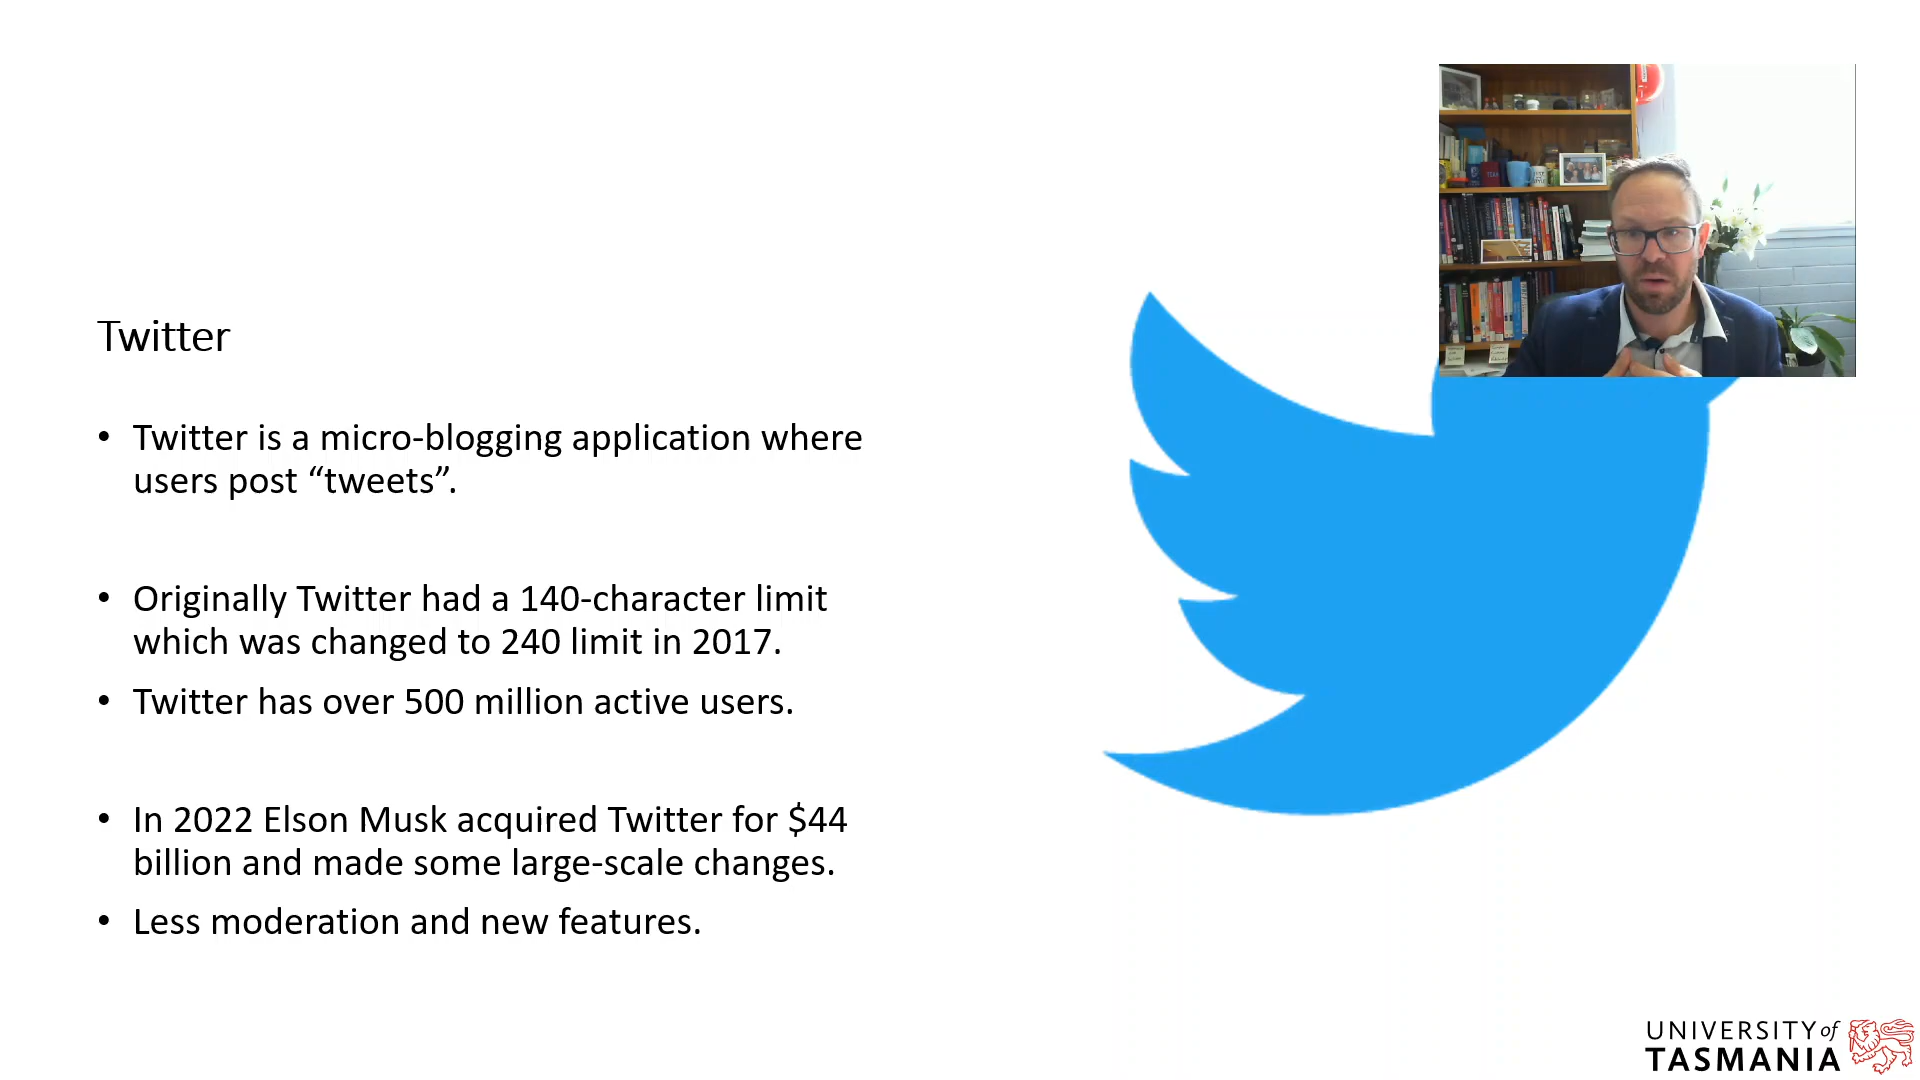 Twitter
• Twitter is a micro-blogging application where
users post “tweets”.
• Originally Twitter had a 140-character limit
which was changed to 240 limit in 2017.
• Twitter has over 500 million active users.
• In 2022 Elson Musk acquired Twitter for $44
billion and made some large-scale changes.
• Less moderation and new features.
UNIVERSITY of
TASMANIA